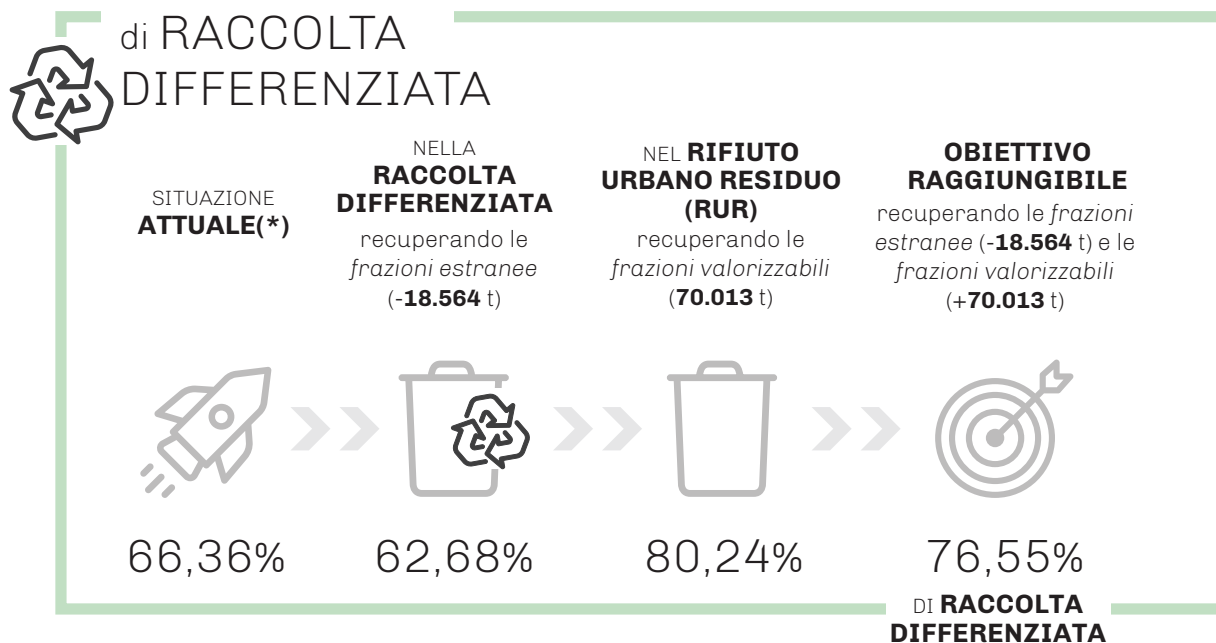 di RACCOLTA
DIFFERENZIATA
SITUAZIONE
ATTUALE(*)
NELLA
RACCOLTA
DIFFERENZIATA
recuperando le
frazioni estranee
(-18.564 t)
NEL RIFIUTO
URBANO RESIDUO
(RUR)
recuperando le
frazioni valorizzabili
(70.013 t)
OBIETTIVO
RAGGIUNGIBILE
recuperando le frazioni
estranee (-18.564 t) e le
frazioni valorizzabili
(+70.013 t)
66,36%
62,68%
80,24%
76,55%
DI RACCOLTA
DIFFERENZIATA